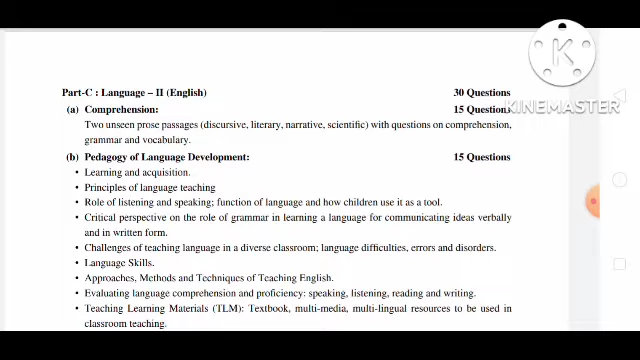 Part-C : Language – II (English) 30 Questions
(a) Comprehension: 15 Questions
Two unseen prose passages (discursive, literary, narrative, scientific) with questions on comprehension,
grammar and vocabulary.
(b) Pedagogy of Language Development: 15 Questions
• Learning and acquisition.
• Principles of language teaching
• Role of listening and speaking; function of language and how children use it as a tool.
• Critical perspective on the role of grammar in learning a language for communicating ideas verbally
and in written form.
• Challenges of teaching language in a diverse classroom; language difficulties, errors and disorders.
• Language Skills.
• Approaches, Methods and Techniques of Teaching English.
• Evaluating language comprehension and proficiency: speaking, listening, reading and writing.
• Teaching Learning Materials (TLM): Textbook, multi-media, multi-lingual resources to be used in
classroom teaching.
K
KINEMASTER